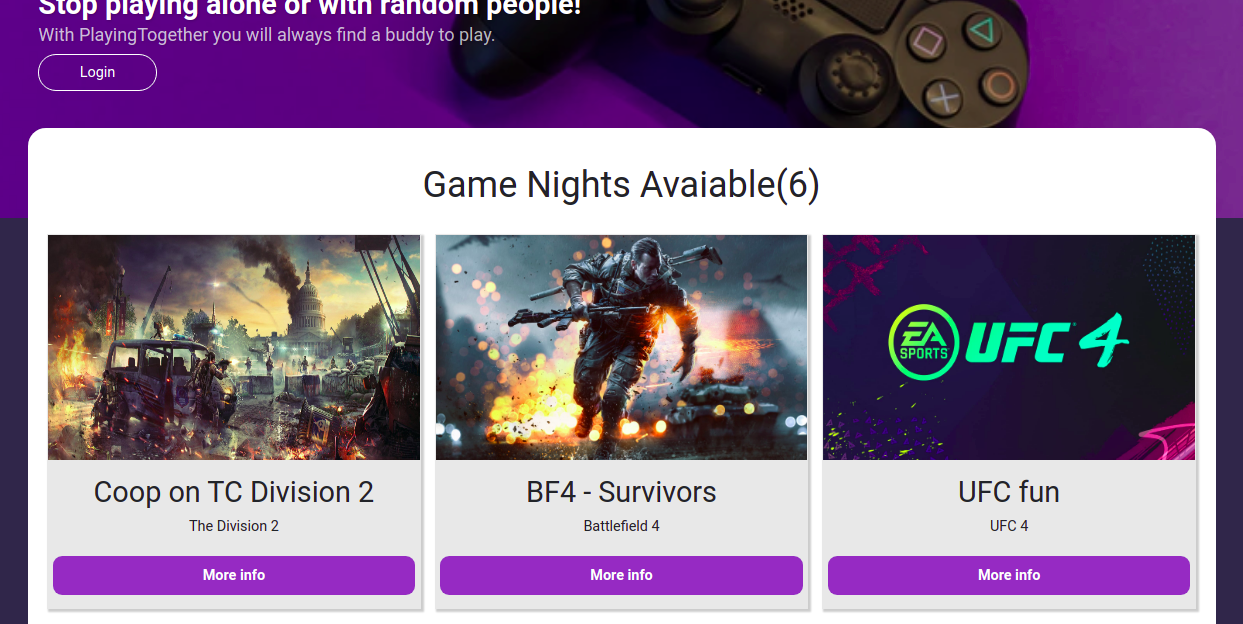 Stop playing alone or with random people!
With PlayingTogether you will always find a buddy to play.
Login
Game Nights Avaiable(6)
EA
SPORTS
UFC 4
Coop on TC Division 2
BF4 - Survivors
UFC fun
The Division 2
Battlefield 4
UFC 4
More info
More info
More info